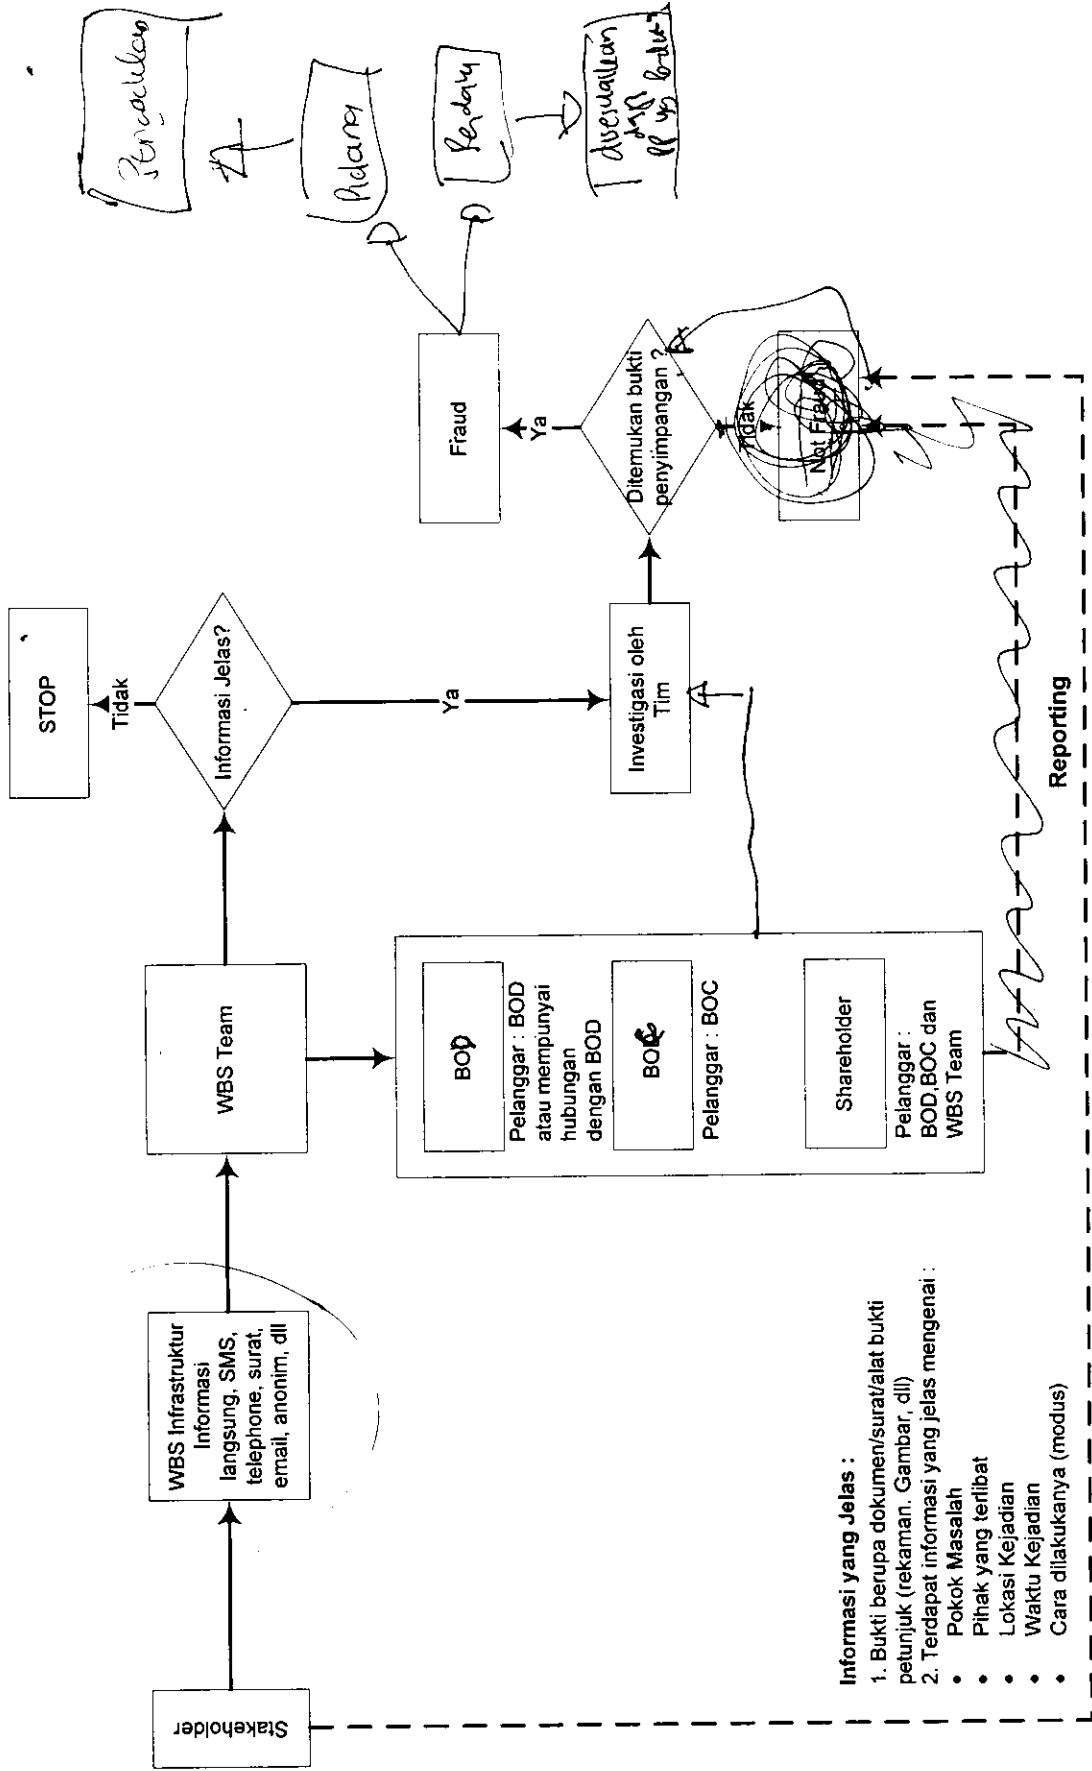 Stakeholder
WBS Infrastruktur
Informasi
langsung, SMS,
telephone, surat,
email, anonim, dll
WBS Team
Informasi Jelas?
Tidak
STOP
Ya
BOD
Pelanggar : BOD
atau mempunyai
hubungan
dengan BOD
Pelanggar : BOC
Shareholder
Pelanggar :
BOD,BOC dan
WBS Team
Investigasi oleh
Tim
Ditemukan bukti
penyimpangan ?
Ya
Fraud
Tidak
Not Fraud
Pidana
Pengadilan
Perdata
disesuaikan
Reporting
Informasi yang Jelas :
1. Bukti berupa dokumen/surat/alat bukti
petunjuk (rekaman. Gambar, dll)
2. Terdapat informasi yang jelas mengenai :
• Pokok Masalah
• Pihak yang terlibat
• Lokasi Kejadian
• Waktu Kejadian
• Cara dilakukanya (modus)